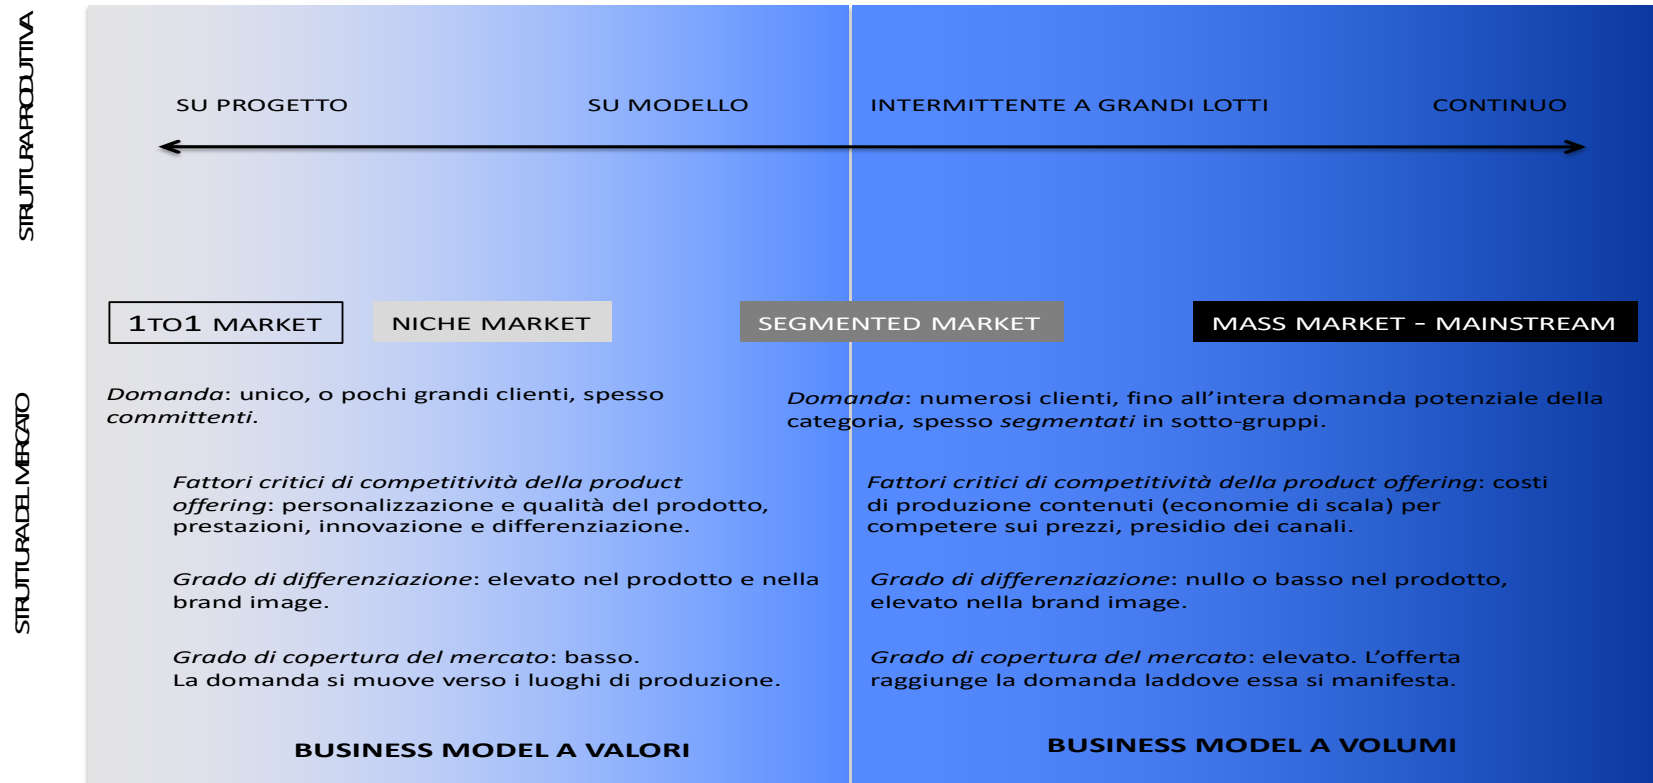 STRUTTURA PRODUTTIVA
SU PROGETTO
SU MODELLO
INTERMITTENTE A GRANDI LOTTI
CONTINUO
1TO1 MARKET
NICHE MARKET
SEGMENTED MARKET
MASS MARKET - MAINSTREAM
STRUTTURA DEL MERCATO
Domanda: unico, o pochi grandi clienti, spesso
committenti.
Fattori critici di competitività della product
offering: personalizzazione e qualità del prodotto,
prestazioni, innovazione e differenziazione.
Grado di differenziazione: elevato nel prodotto e nella
brand image.
Grado di copertura del mercato: basso.
La domanda si muove verso i luoghi di produzione.
BUSINESS MODEL A VALORI
Domanda: numerosi clienti, fino all’intera domanda potenziale della
categoria, spesso segmentati in sotto-gruppi.
Fattori critici di competitività della product offering: costi
di produzione contenuti (economie di scala) per
competere sui prezzi, presidio dei canali.
Grado di differenziazione: nullo o basso nel prodotto,
elevato nella brand image.
Grado di copertura del mercato: elevato. L’offerta
raggiunge la domanda laddove essa si manifesta.
BUSINESS MODEL A VOLUMI